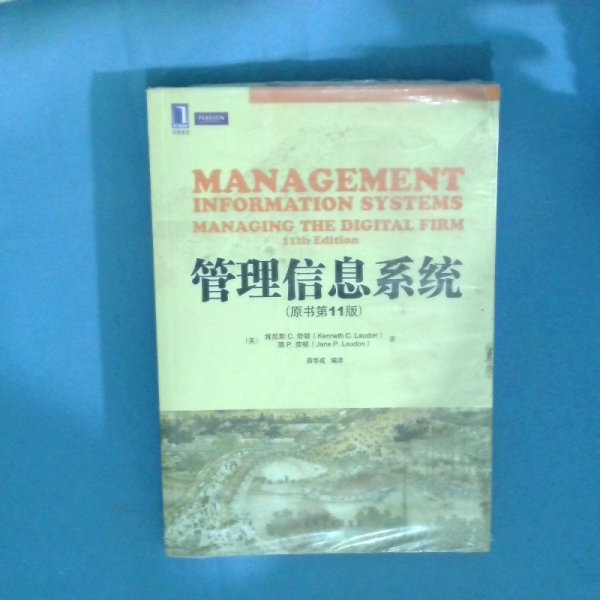 PEARSON
MANAGEMENT
INFORMATION SYSTEMS
MANAGING THE DIGITAL FIRM
11th Edition
管理信息系统
(原书第11版)
(美) 肯尼斯 C. 劳顿 (Kenneth C. Laudon)
简 P. 劳顿 (Jane P. Laudon) 著
薛华成 编译